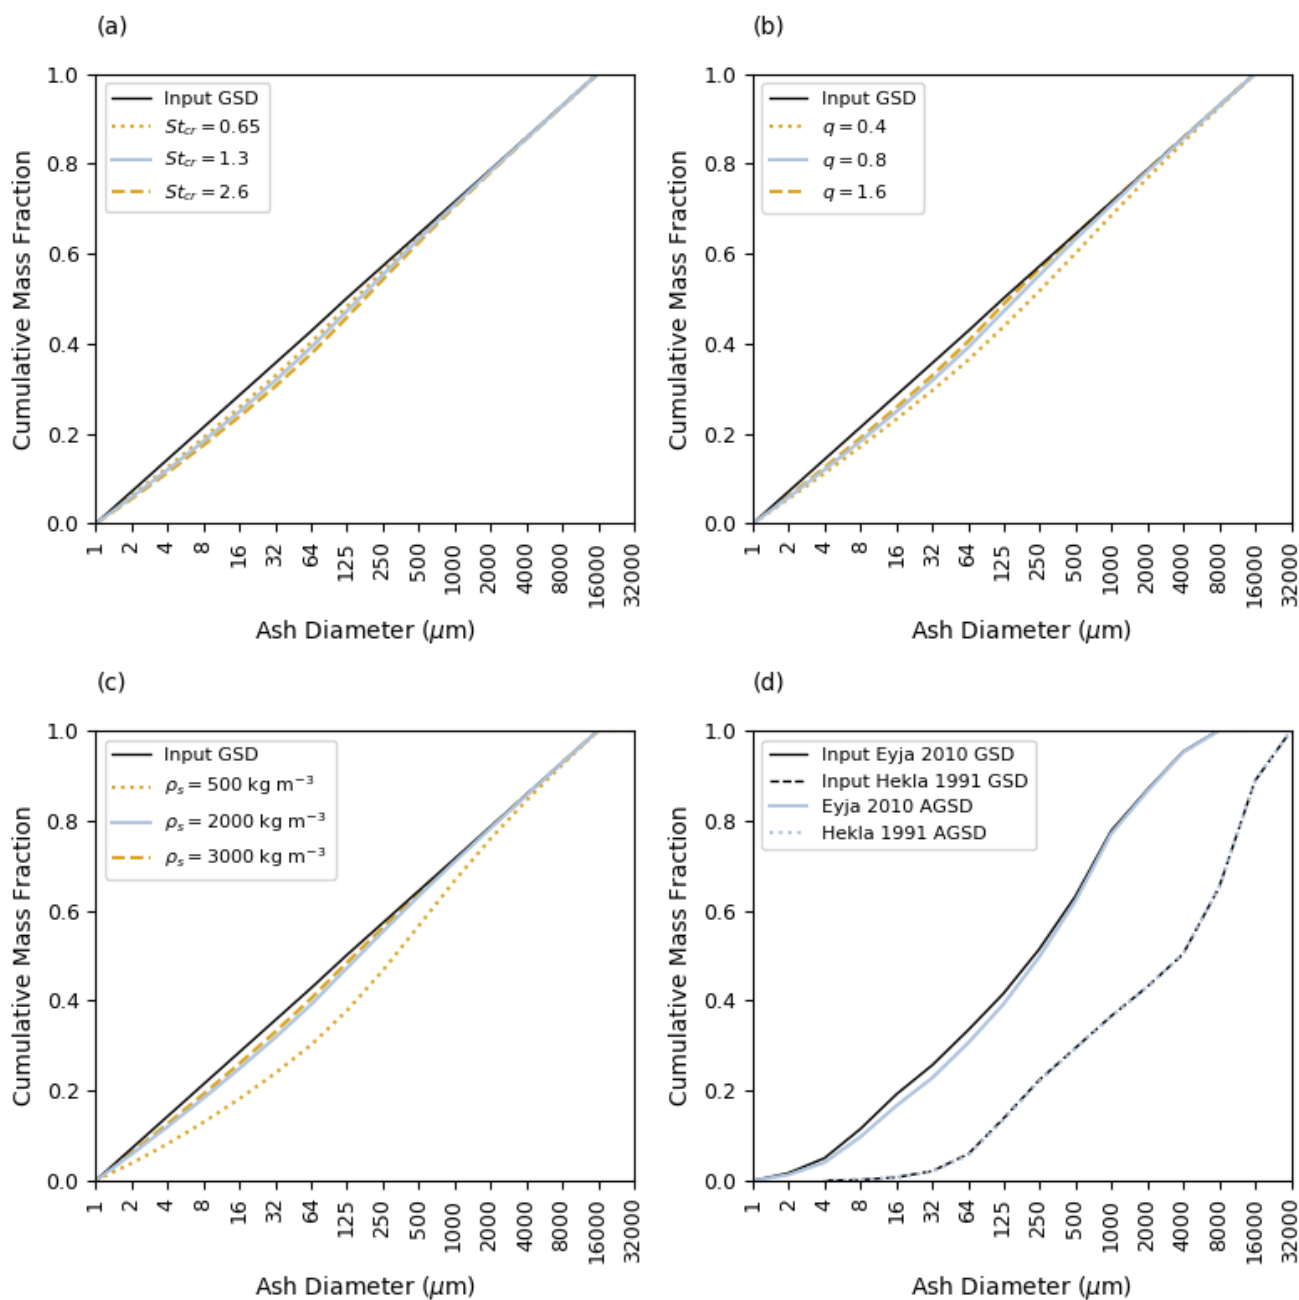 (a)
1.0
0.8
0.6
0.4
0.2
0.0
Cumulative Mass Fraction
Input GSD
St_cr = 0.65
St_cr = 1.3
St_cr = 2.6
1 2 4 8 16 32 64 125 250 500 1000 2000 4000 8000 16000 32000
Ash Diameter (μm)
(b)
1.0
0.8
0.6
0.4
0.2
0.0
Cumulative Mass Fraction
Input GSD
q = 0.4
q = 0.8
q = 1.6
1 2 4 8 16 32 64 125 250 500 1000 2000 4000 8000 16000 32000
Ash Diameter (μm)
(c)
1.0
0.8
0.6
0.4
0.2
0.0
Cumulative Mass Fraction
Input GSD
ρ_s = 500 kg m⁻³
ρ_s = 2000 kg m⁻³
ρ_s = 3000 kg m⁻³
1 2 4 8 16 32 64 125 250 500 1000 2000 4000 8000 16000 32000
Ash Diameter (μm)
(d)
1.0
0.8
0.6
0.4
0.2
0.0
Cumulative Mass Fraction
Input Eyja 2010 GSD
Input Hekla 1991 GSD
Eyja 2010 AGSD
Hekla 1991 AGSD
1 2 4 8 16 32 64 125 250 500 1000 2000 4000 8000 16000 32000
Ash Diameter (μm)